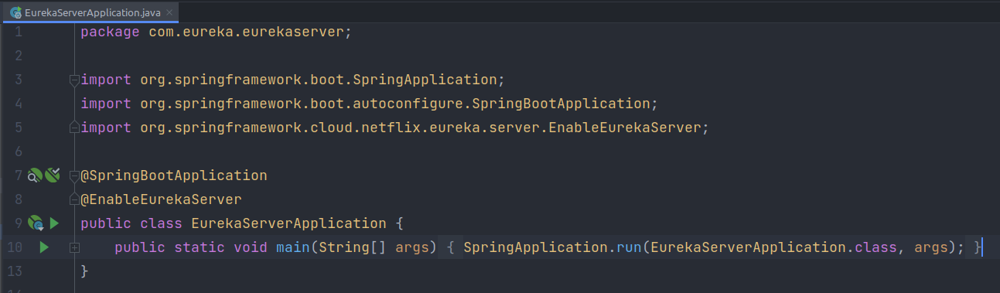 EurekaServerApplication.java ×
1 package com.eureka.eurekaserver;
2
3 import org.springframework.boot.SpringApplication;
4 import org.springframework.boot.autoconfigure.SpringBootApplication;
5 import org.springframework.cloud.netflix.eureka.server.EnableEurekaServer;
6
7 @SpringBootApplication
8 @EnableEurekaServer
9 public class EurekaServerApplication {
10 public static void main(String[] args) { SpringApplication.run(EurekaServerApplication.class, args); }
13 }